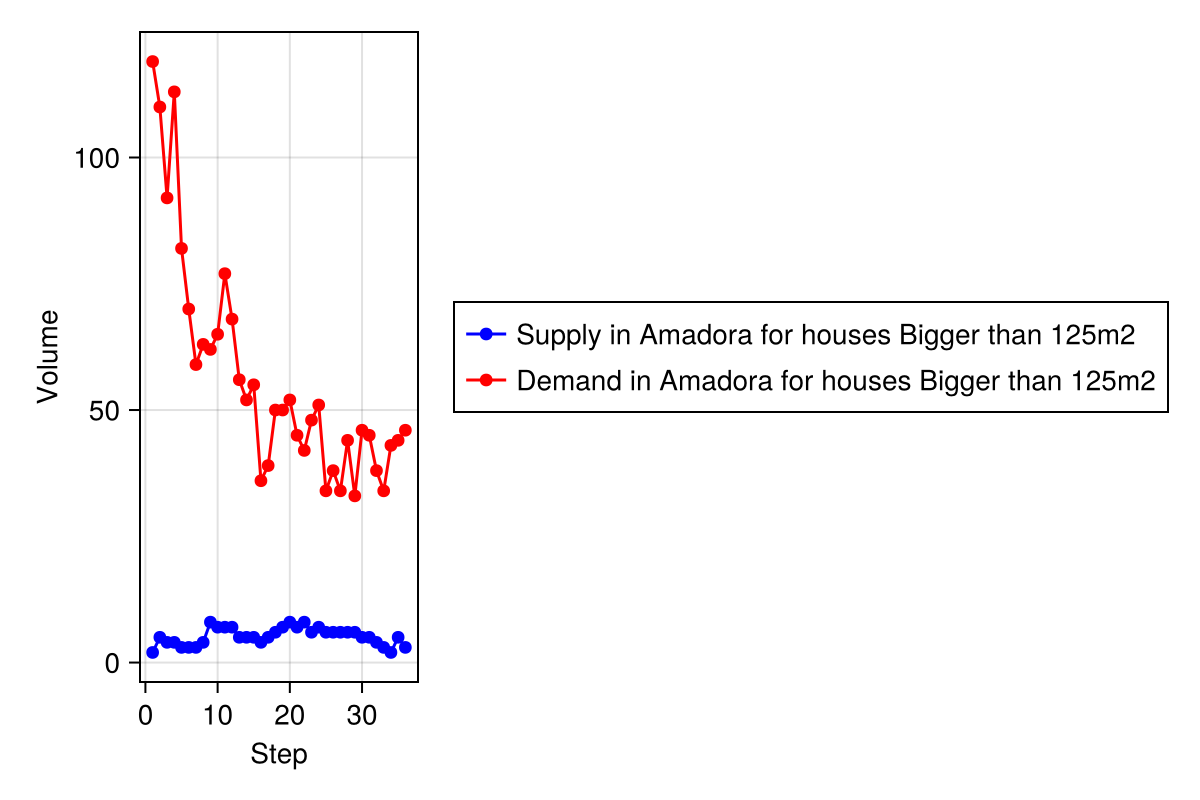 Volume
100
50
0
0 10 20 30
Step
Supply in Amadora for houses Bigger than 125m2
Demand in Amadora for houses Bigger than 125m2